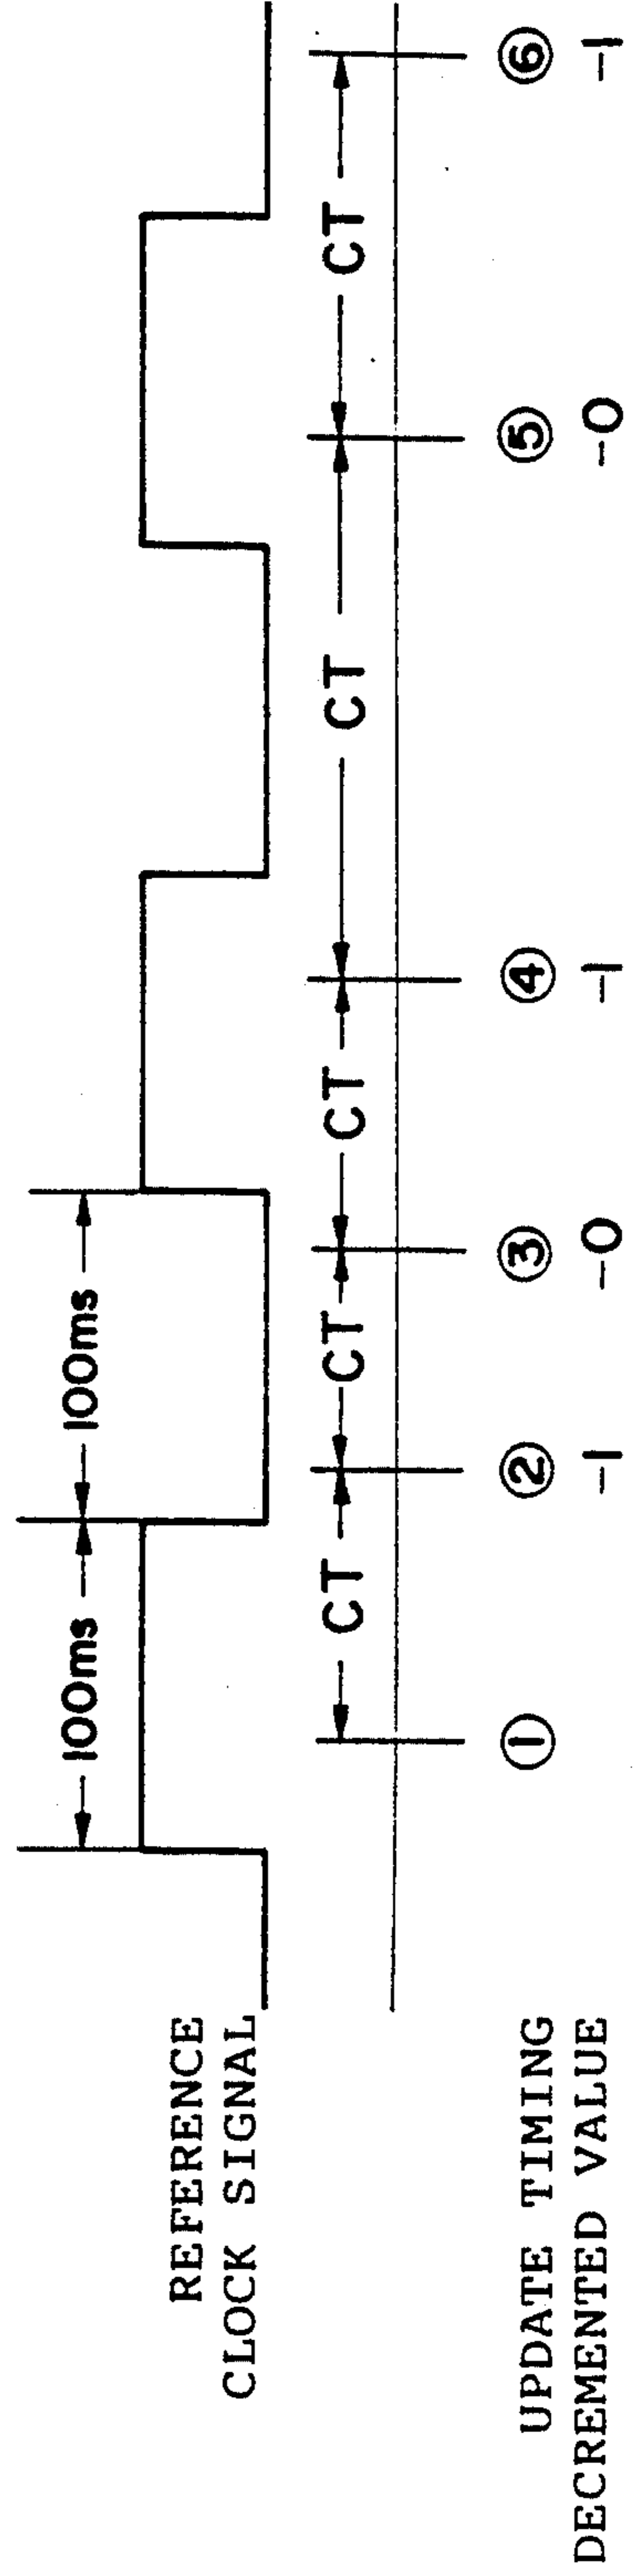 100ms 100ms
REFERENCE
CLOCK SIGNAL
CT CT CT CT CT
UPDATE TIMING ① ② ③ ④ ⑤ ⑥
DECREMENTED VALUE -1 -0 -1 -0 -1